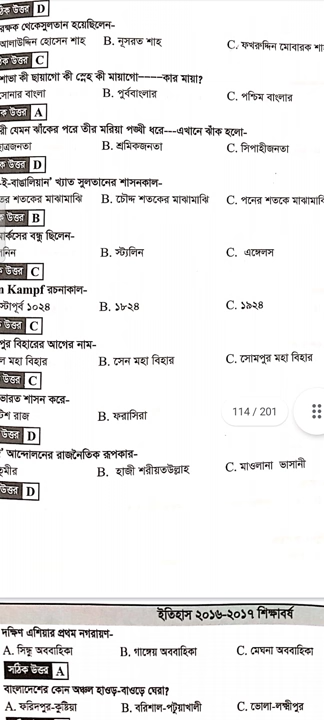 ঠিক উত্তর D
রক্ষক থেকেসুলতান হয়েছিলেন-
আলাউদ্দিন হোসেন শাহ B. নূসরত শাহ C. ফখরুদ্দিন মোবারক শা
ঠক উত্তর C
শোভা কী ছায়াগো কী স্নেহ কী মায়াগো-----কার মায়া?
সোনার বাংলা B. পূর্ববাংলার C. পশ্চিম বাংলার
ক উত্তর A
রী যেমন ঝাঁকের পরে তীর মরিয়া পঙ্খী ধরে---এখানে ঝাঁক হলো-
ছাত্রজনতা B. শ্রমিকজনতা C. সিপাহীজনতা
ক উত্তর D
-ই-বাঙালিয়ান' খ্যাত সুলতানের শাসনকাল-
তর শতকের মাঝামাঝি B. চৌদ্দ শতকের মাঝামাঝি C. পনের শতকে মাঝামাঝি
ক উত্তর B
মার্কসের বন্ধু ছিলেন-
লনিন B. স্ট্যলিন C. এঙ্গেলস
ক উত্তর C
n Kampf রচনাকাল-
স্টাপূর্ব ১০২৪ B. ১৮২৪ C. ১৯২৪
ক উত্তর C
পুর বিহারের আগের নাম-
ল মহা বিহার B. সেন মহা বিহার C. সোমপুর মহা বিহার
উত্তর C
ভারত শাসন করে-
টিশ রাজ B. ফরাসিরা 114 / 201
উত্তর D
' আন্দোলনের রাজনৈতিক রূপকার-
তুমীর B. হাজী শরীয়তউল্লাহ C. মাওলানা ভাসানী
উত্তর D
ইতিহাস ২০১৬-২০১৭ শিক্ষাবর্ষ
দক্ষিণ এশিয়ার প্রথম নগরায়ণ-
A. সিন্ধু অববাহিকা B. গাঙ্গেয় অববাহিকা C. মেঘনা অববাহিকা
সঠিক উত্তর A
বাংলাদেশের কোন অঞ্চল হাওড়-বাওড়ে ঘেরা?
A. ফরিদপুর-কুষ্টিয়া B. বরিশাল-পটুয়াখালী C. ভোলা-লক্ষ্মীপুর